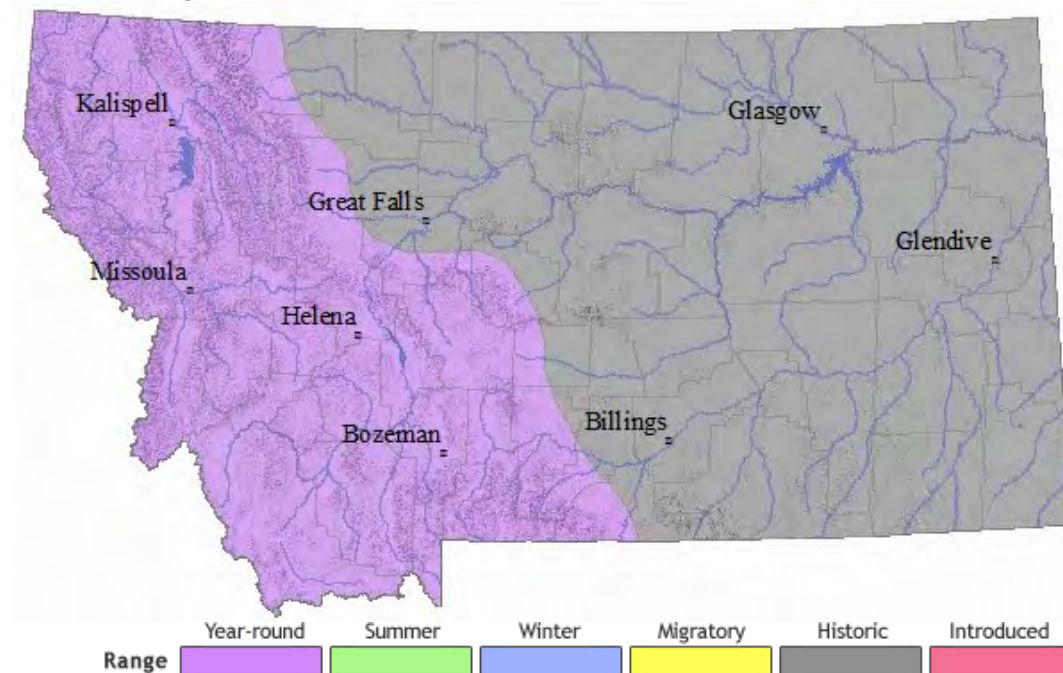 Kalispell
Glasgow
Great Falls
Glendive
Missoula
Helena
Billings
Bozeman
Year-round Summer Winter Migratory Historic Introduced
Range